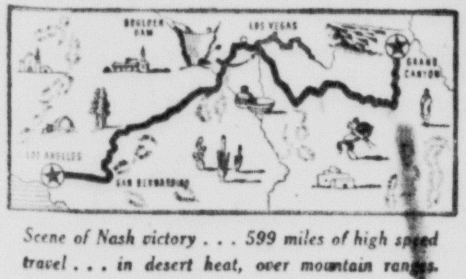 BOULDER
DAM
LOS VEGAS
GRAND
CANYON
LOS ANGELES
SAN BERNARDINO
Scene of Nash victory . . . 599 miles of high speed
travel . . . in desert heat, over mountain ranges.